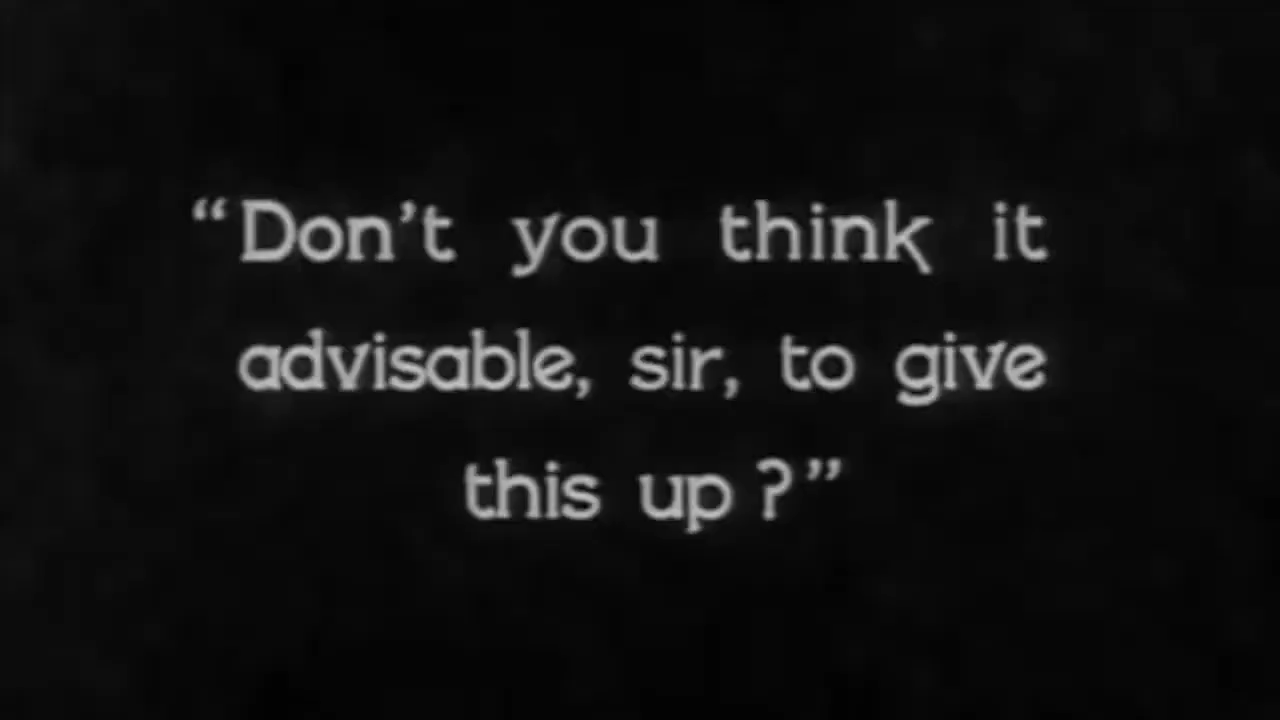 “Don’t you think it
advisable, sir, to give
this up ?”